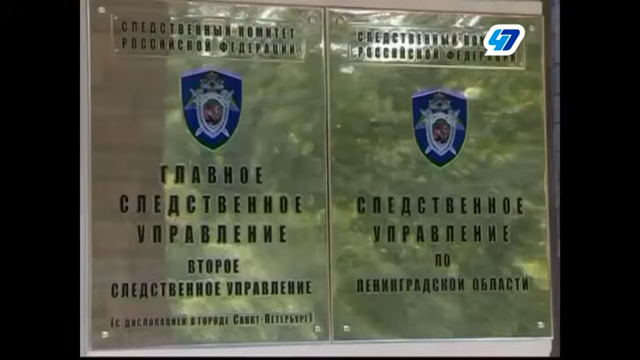 СЛЕДСТВЕННЫЙ КОМИТЕТ
РОССИЙСКОЙ ФЕДЕРАЦИИ
ГЛАВНОЕ
СЛЕДСТВЕННОЕ
УПРАВЛЕНИЕ
ВТОРОЕ
СЛЕДСТВЕННОЕ УПРАВЛЕНИЕ
(С ДИСЛОКАЦИЕЙ В ГОРОДЕ САНКТ-ПЕТЕРБУРГ)
СЛЕДСТВЕННЫЙ
РОССИЙСКОЙ ФЕДЕРАЦИИ
СЛЕДСТВЕННОЕ
УПРАВЛЕНИЕ
ПО
ЛЕНИНГРАДСКОЙ ОБЛАСТИ
47